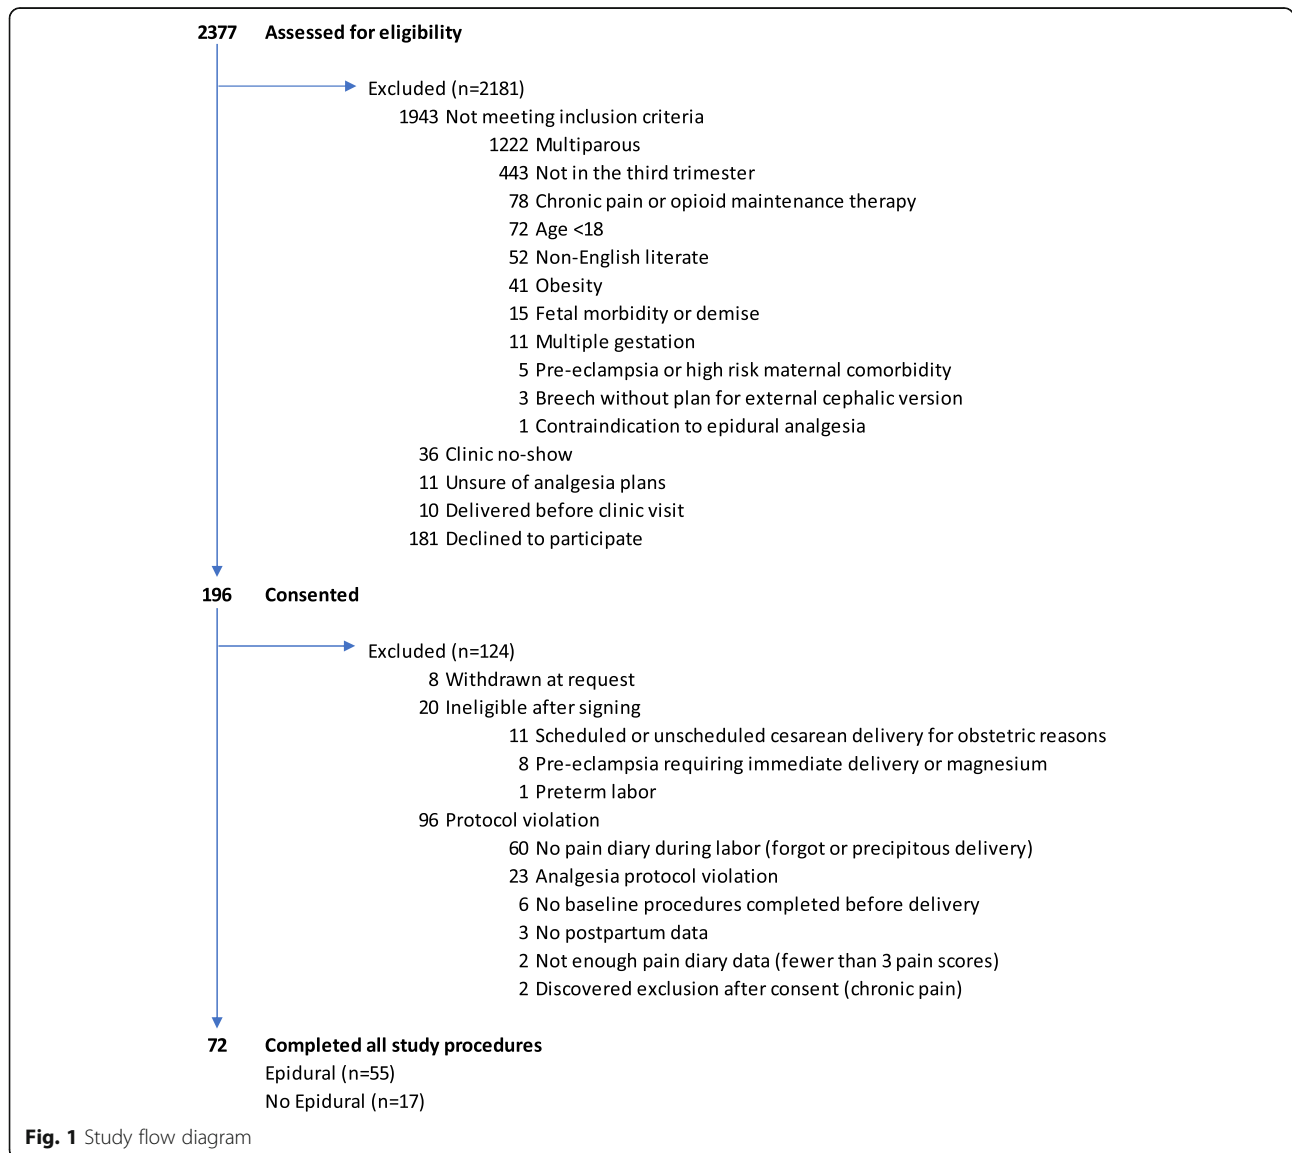 2377 Assessed for eligibility
Excluded (n=2181)
1943 Not meeting inclusion criteria
1222 Multiparous
443 Not in the third trimester
78 Chronic pain or opioid maintenance therapy
72 Age <18
52 Non-English literate
41 Obesity
15 Fetal morbidity or demise
11 Multiple gestation
5 Pre-eclampsia or high risk maternal comorbidity
3 Breech without plan for external cephalic version
1 Contraindication to epidural analgesia
36 Clinic no-show
11 Unsure of analgesia plans
10 Delivered before clinic visit
181 Declined to participate
196 Consented
Excluded (n=124)
8 Withdrawn at request
20 Ineligible after signing
11 Scheduled or unscheduled cesarean delivery for obstetric reasons
8 Pre-eclampsia requiring immediate delivery or magnesium
1 Preterm labor
96 Protocol violation
60 No pain diary during labor (forgot or precipitous delivery)
23 Analgesia protocol violation
6 No baseline procedures completed before delivery
3 No postpartum data
2 Not enough pain diary data (fewer than 3 pain scores)
2 Discovered exclusion after consent (chronic pain)
72 Completed all study procedures
Epidural (n=55)
No Epidural (n=17)
Fig. 1 Study flow diagram